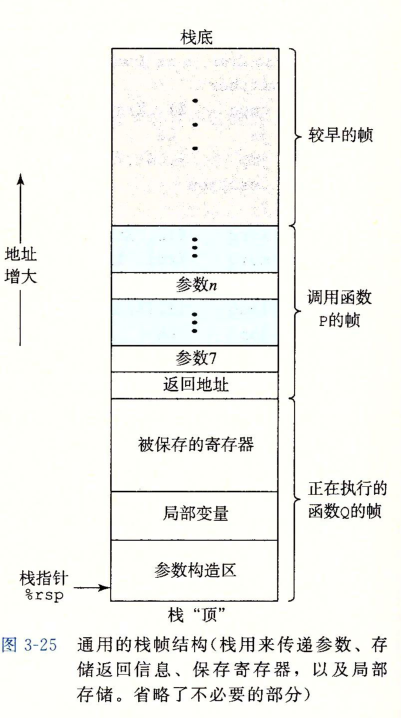 栈底
较早的帧
地址
增大
参数n
调用函数
P的帧
参数7
返回地址
被保存的寄存器
正在执行的
函数Q的帧
局部变量
参数构造区
栈指针
%rsp
栈“顶”
图 3-25 通用的栈帧结构(栈用来传递参数、存
储返回信息、保存寄存器，以及局部
存储。省略了不必要的部分)